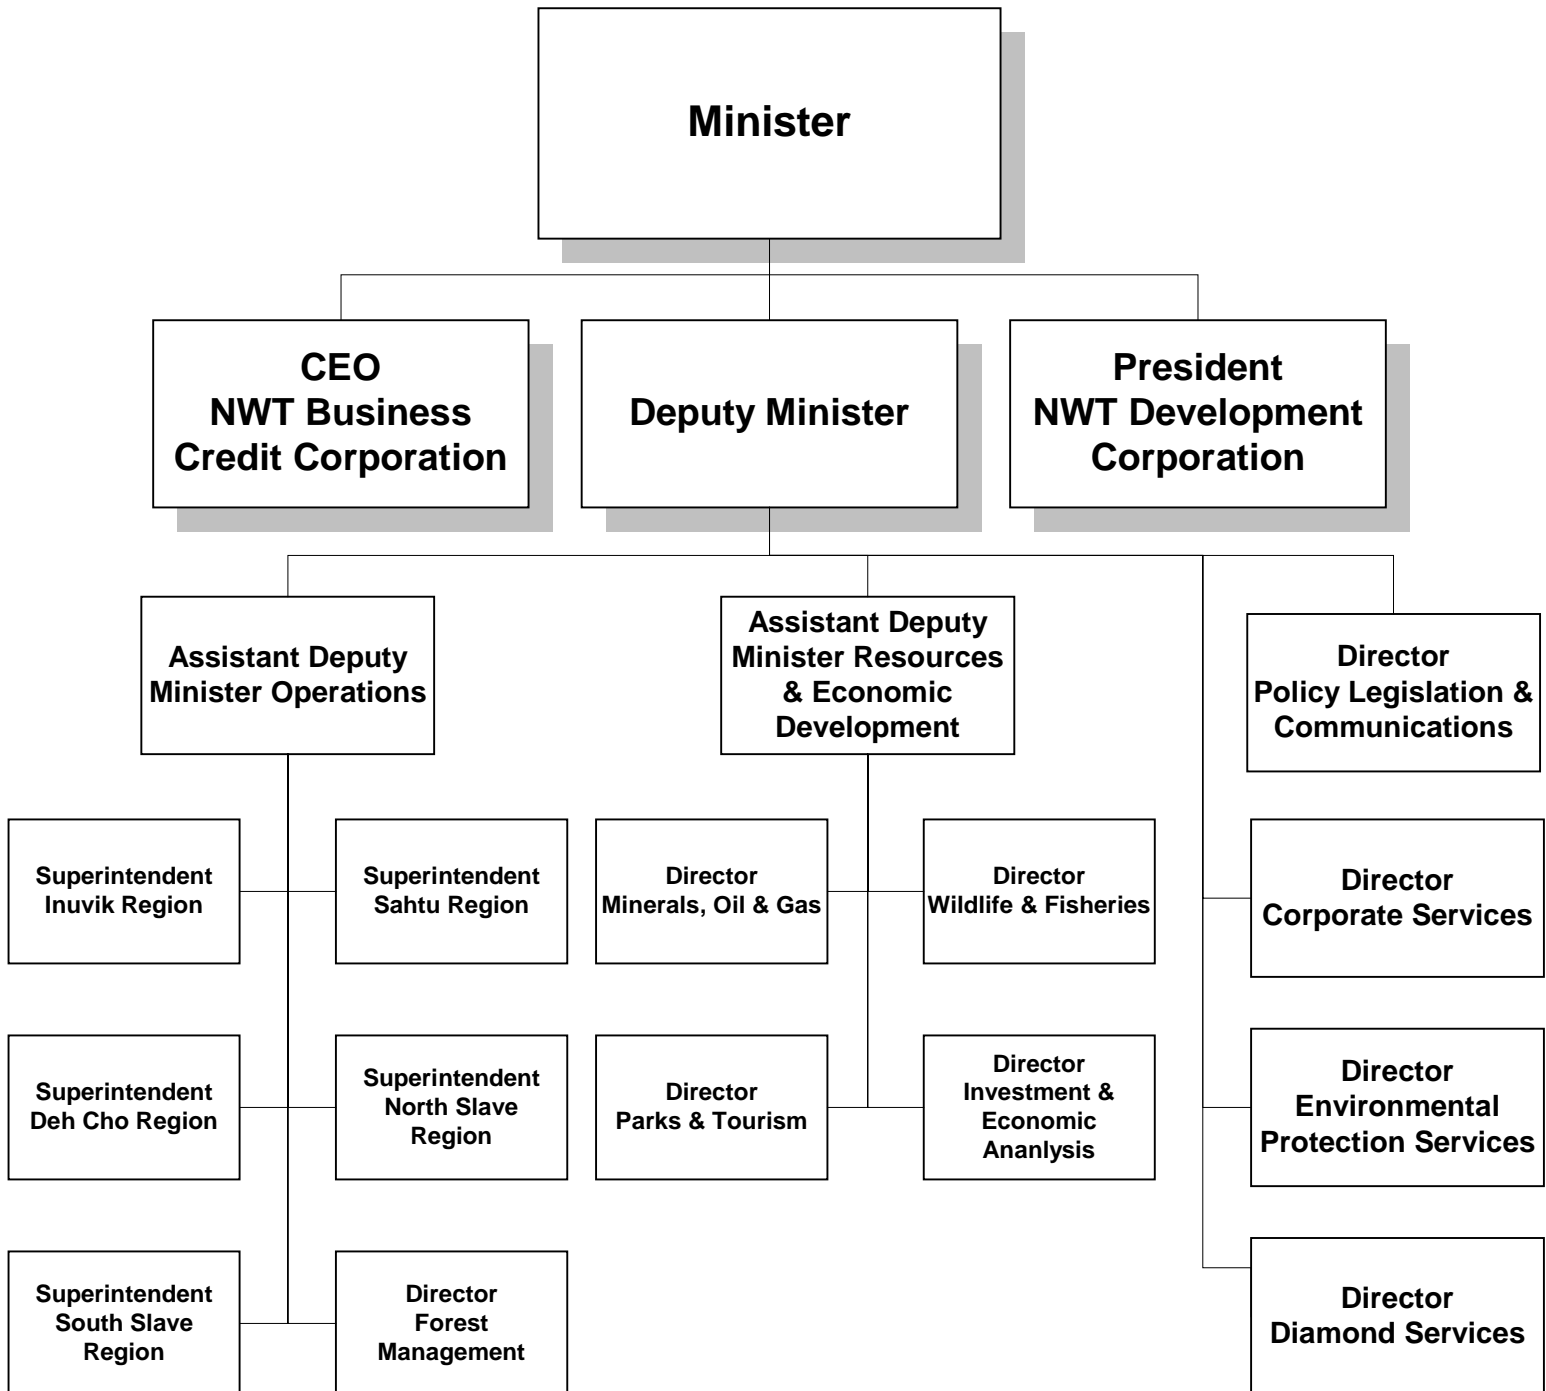 Minister
CEO
NWT Business
Credit Corporation
Deputy Minister
President
NWT Development
Corporation
Assistant Deputy
Minister Operations
Assistant Deputy
Minister Resources
& Economic
Development
Director
Policy Legislation &
Communications
Superintendent
Inuvik Region
Superintendent
Sahtu Region
Director
Minerals, Oil & Gas
Director
Wildlife & Fisheries
Director
Corporate Services
Superintendent
Deh Cho Region
Superintendent
North Slave
Region
Director
Parks & Tourism
Director
Investment &
Economic
Ananlysis
Director
Environmental
Protection Services
Superintendent
South Slave
Region
Director
Forest
Management
Director
Diamond Services